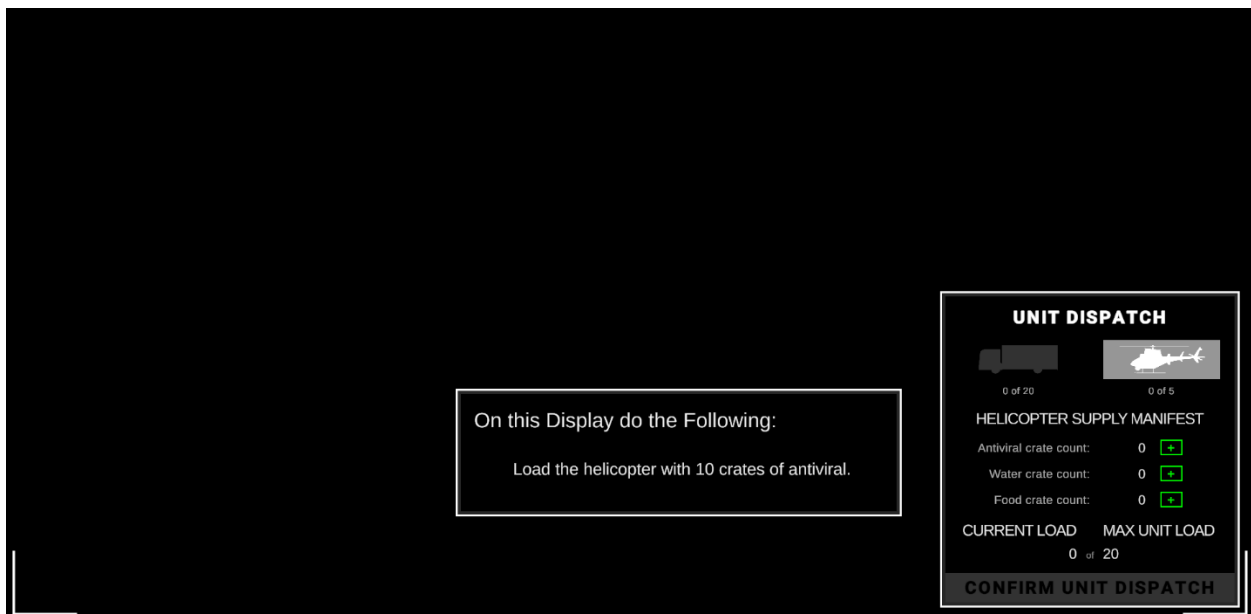 UNIT DISPATCH
0 of 20 0 of 5
On this Display do the Following:
Load the helicopter with 10 crates of antiviral.
HELICOPTER SUPPLY MANIFEST
Antiviral crate count: 0 +
Water crate count: 0 +
Food crate count: 0 +
CURRENT LOAD MAX UNIT LOAD
0 of 20
CONFIRM UNIT DISPATCH